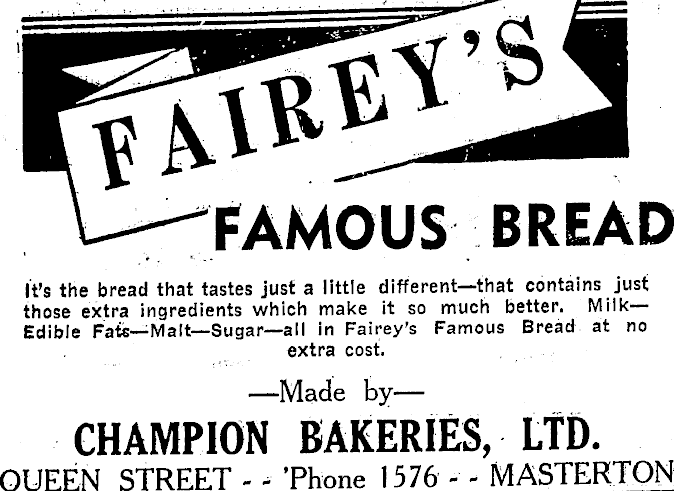 FAIREY'S
FAMOUS BREAD
It's the bread that tastes just a little different—that contains just
those extra ingredients which make it so much better. Milk—
Edible Fats—Malt—Sugar—all in Fairey's Famous Bread at no
extra cost.
—Made by—
CHAMPION BAKERIES, LTD.
QUEEN STREET - - 'Phone 1576 - - MASTERTON